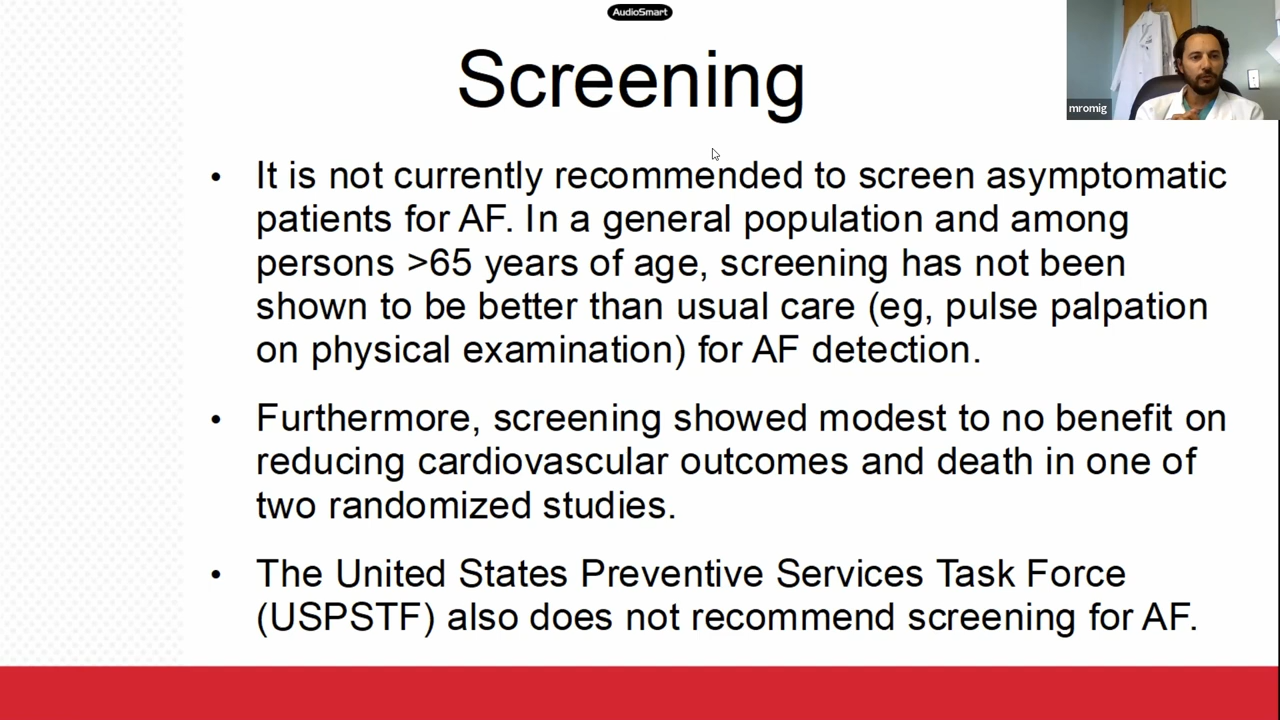 AudioSmart
Screening
mromig
• It is not currently recommended to screen asymptomatic
patients for AF. In a general population and among
persons >65 years of age, screening has not been
shown to be better than usual care (eg, pulse palpation
on physical examination) for AF detection.
• Furthermore, screening showed modest to no benefit on
reducing cardiovascular outcomes and death in one of
two randomized studies.
• The United States Preventive Services Task Force
(USPSTF) also does not recommend screening for AF.